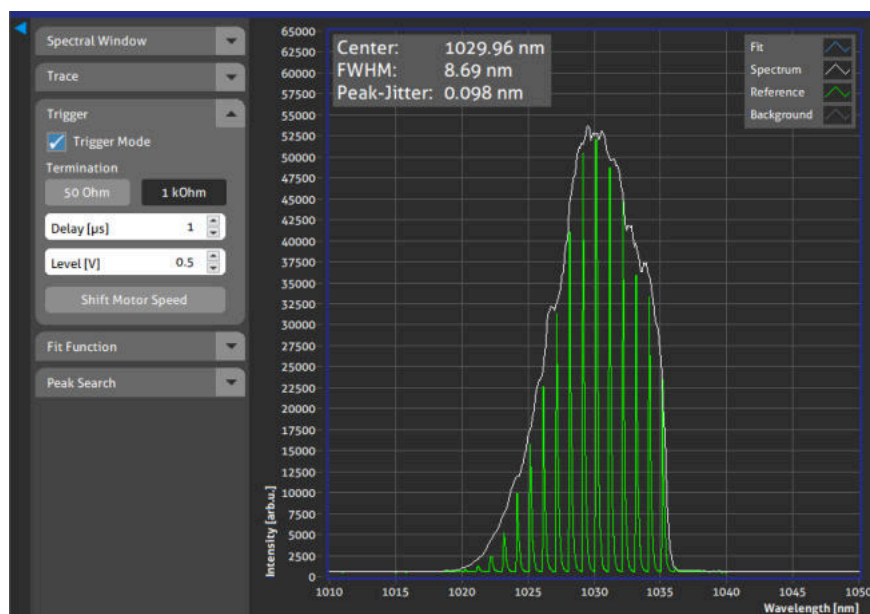 Spectral Window
Trace
Trigger
Trigger Mode
Termination
50 Ohm 1 kOhm
Delay [µs] 1
Level [V] 0.5
Shift Motor Speed
Fit Function
Peak Search
Center: 1029.96 nm
FWHM: 8.69 nm
Peak-Jitter: 0.098 nm
Fit
Spectrum
Reference
Background
65000
62500
60000
57500
55000
52500
50000
47500
45000
42500
40000
37500
35000
32500
30000
27500
25000
22500
20000
17500
15000
12500
10000
7500
5000
2500
0
Intensity [arb.u.]
1010 1015 1020 1025 1030 1035 1040 1045 1050
Wavelength [nm]